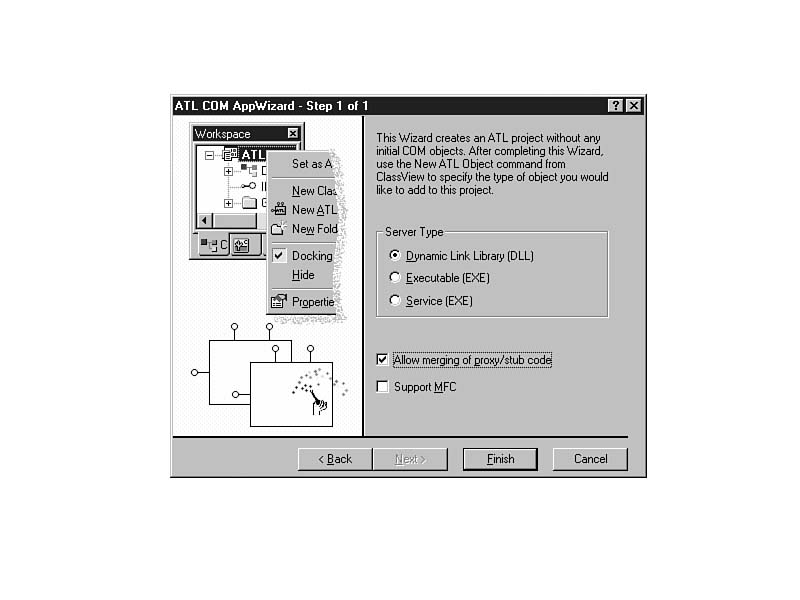 ATL COM AppWizard - Step 1 of 1
Workspace
ATL
Set as A
New Clas
New ATL
New Fold
Docking
Hide
Propertie
C
This Wizard creates an ATL project without any
initial COM objects. After completing this Wizard,
use the New ATL Object command from
ClassView to specify the type of object you would
like to add to this project.
Server Type
Dynamic Link Library (DLL)
Executable (EXE)
Service (EXE)
Allow merging of proxy/stub code
Support MFC
< Back
Next >
Finish
Cancel